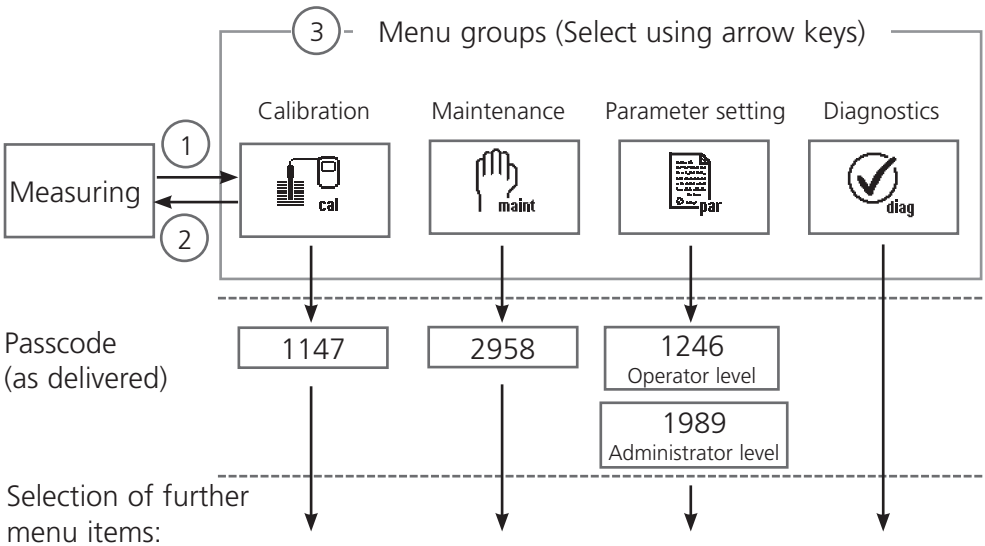 3 Menu groups (Select using arrow keys)
Calibration Maintenance Parameter setting Diagnostics
1
Measuring
2
cal maint par diag
Passcode
(as delivered)
1147 2958 1246
Operator level
1989
Administrator level
Selection of further
menu items: